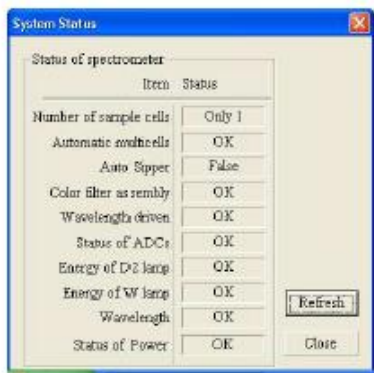 System Status
Status of spectrometer
Item Status
Number of sample cells Only 1
Automatic multicells OK
Auto Sipper False
Color filter assembly OK
Wavelength driven OK
Status of ADCs OK
Energy of D2 lamp OK
Energy of W lamp OK
Wavelength OK
Status of Power OK
Refresh
Close